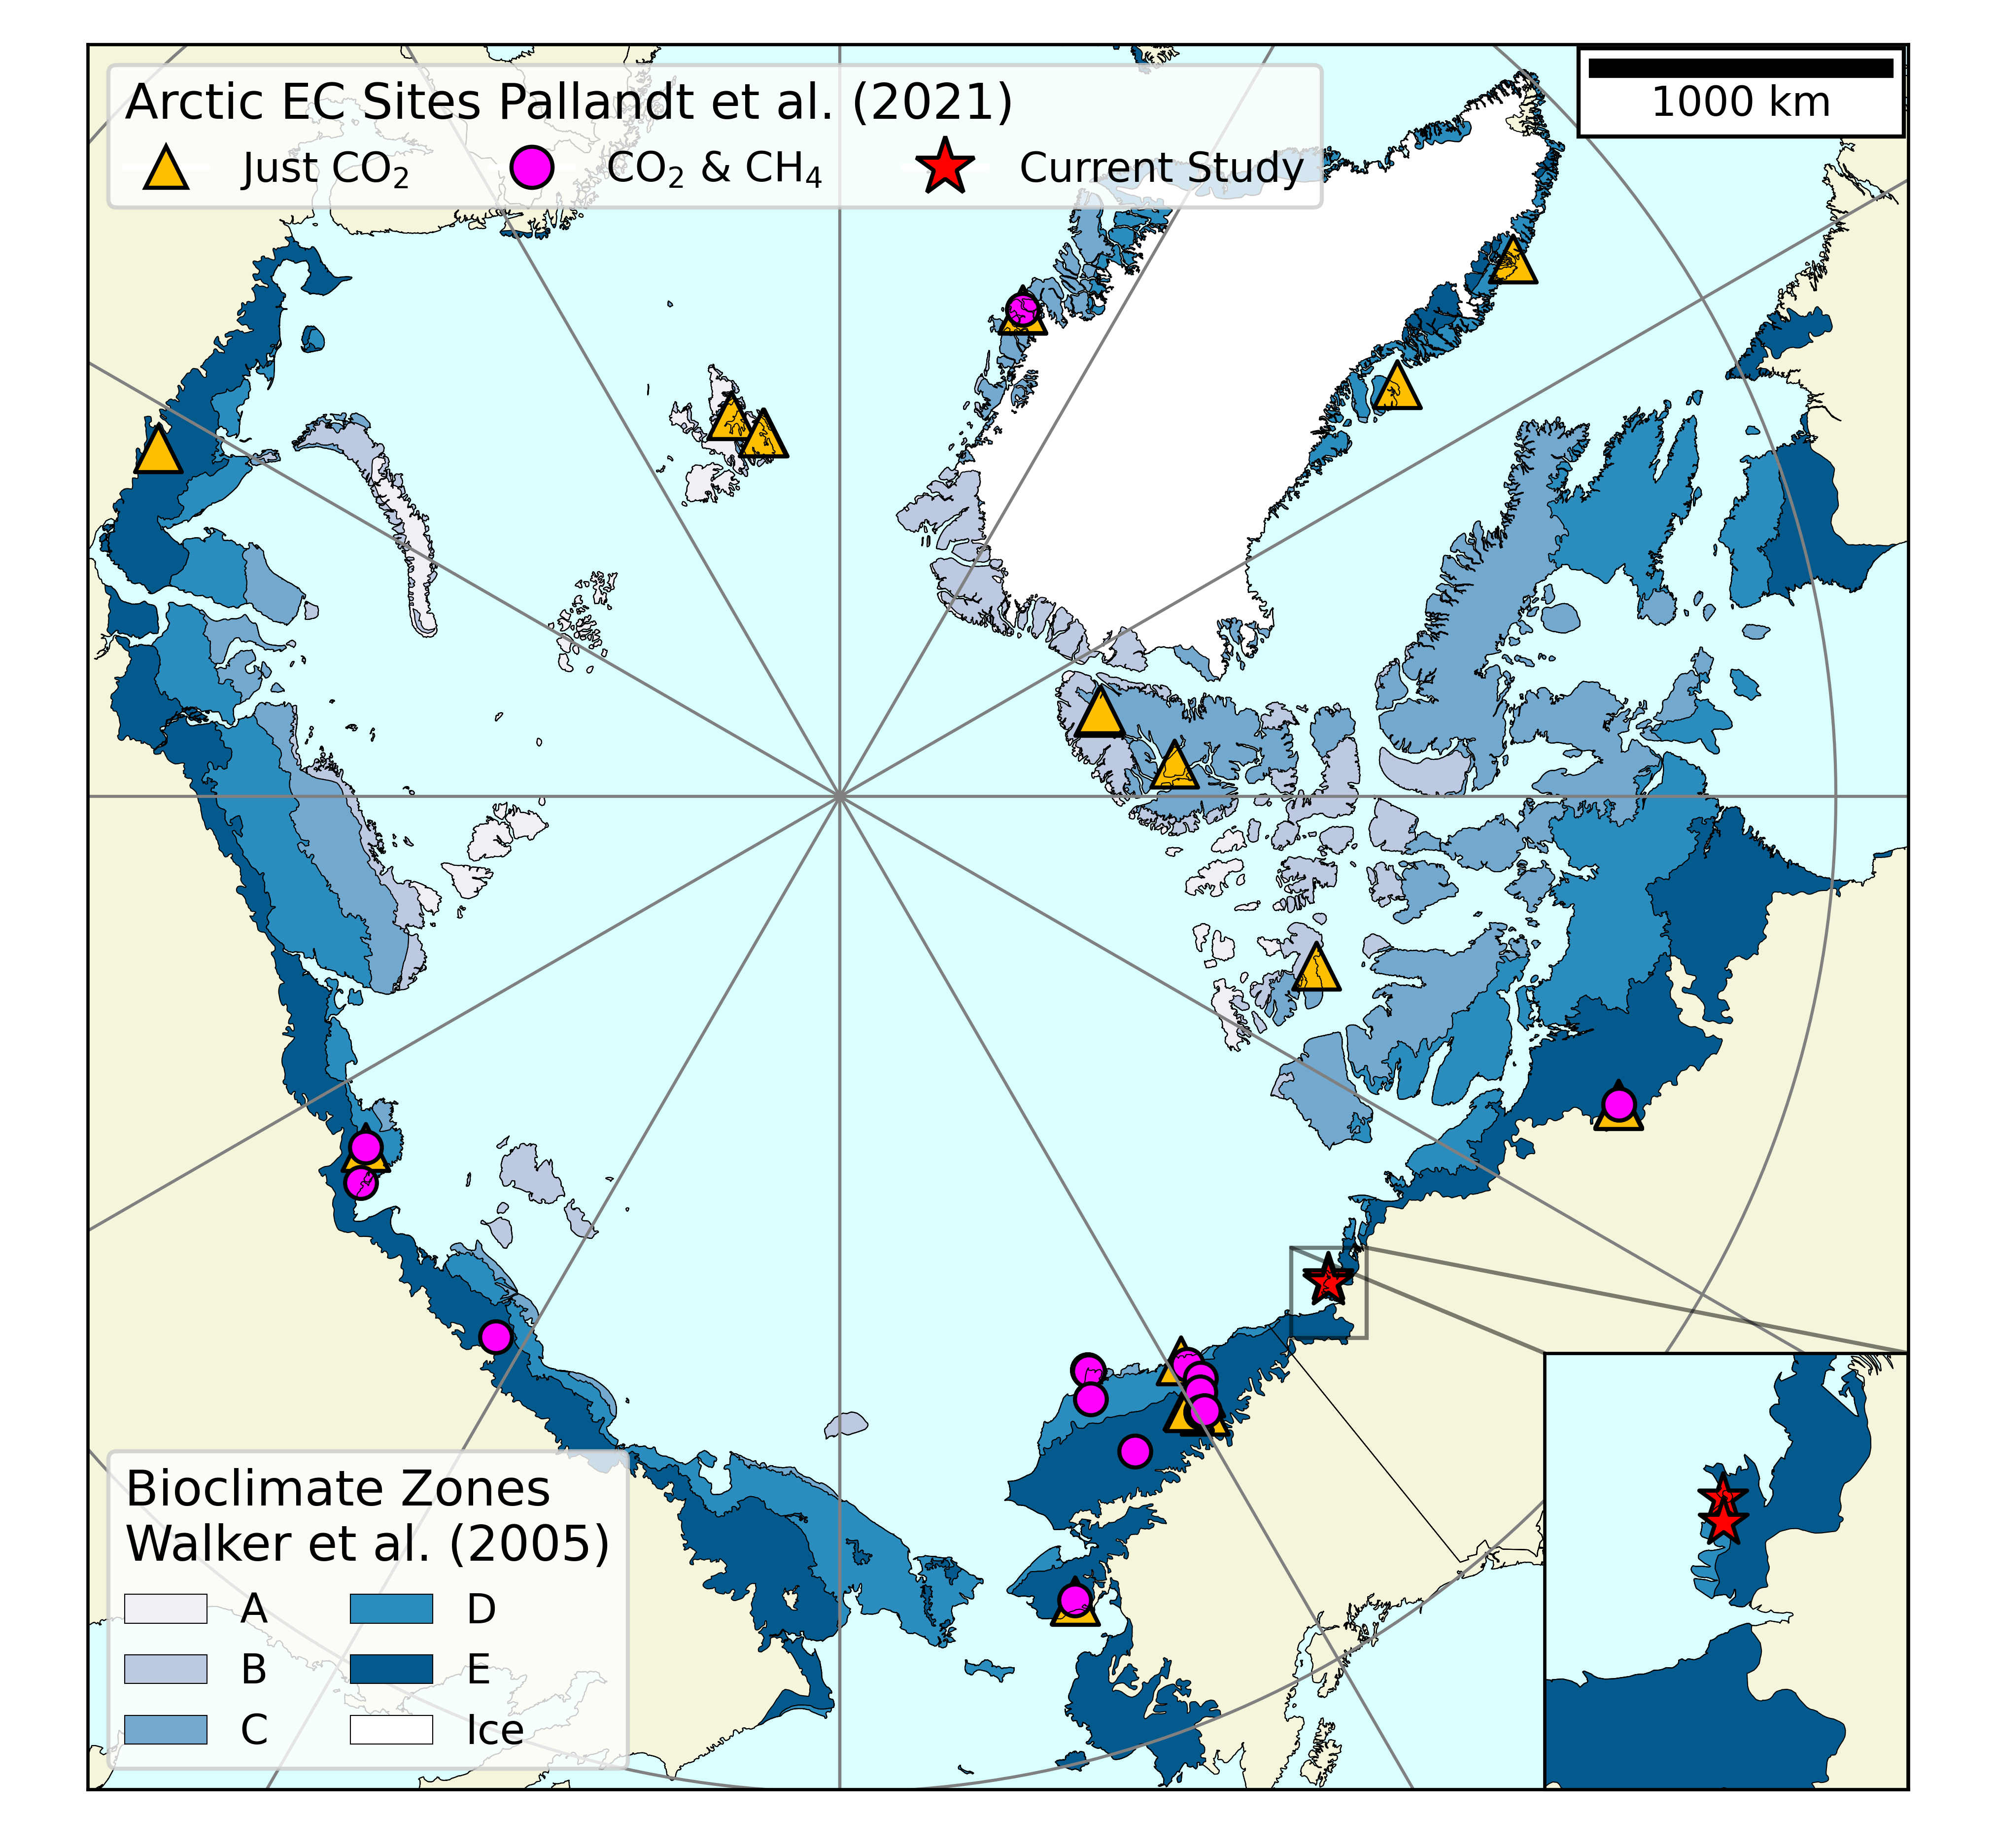 Arctic EC Sites Pallandt et al. (2021)
Just CO₂ CO₂ & CH₄ Current Study
1000 km
Bioclimate Zones
Walker et al. (2005)
A D
B E
C Ice